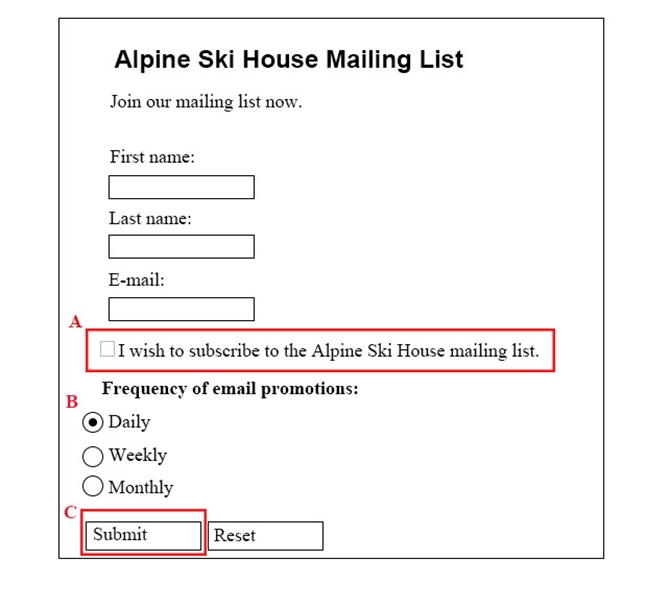 Alpine Ski House Mailing List
Join our mailing list now.
First name:
Last name:
E-mail:
A
I wish to subscribe to the Alpine Ski House mailing list.
Frequency of email promotions:
B
Daily
Weekly
Monthly
C
Submit Reset